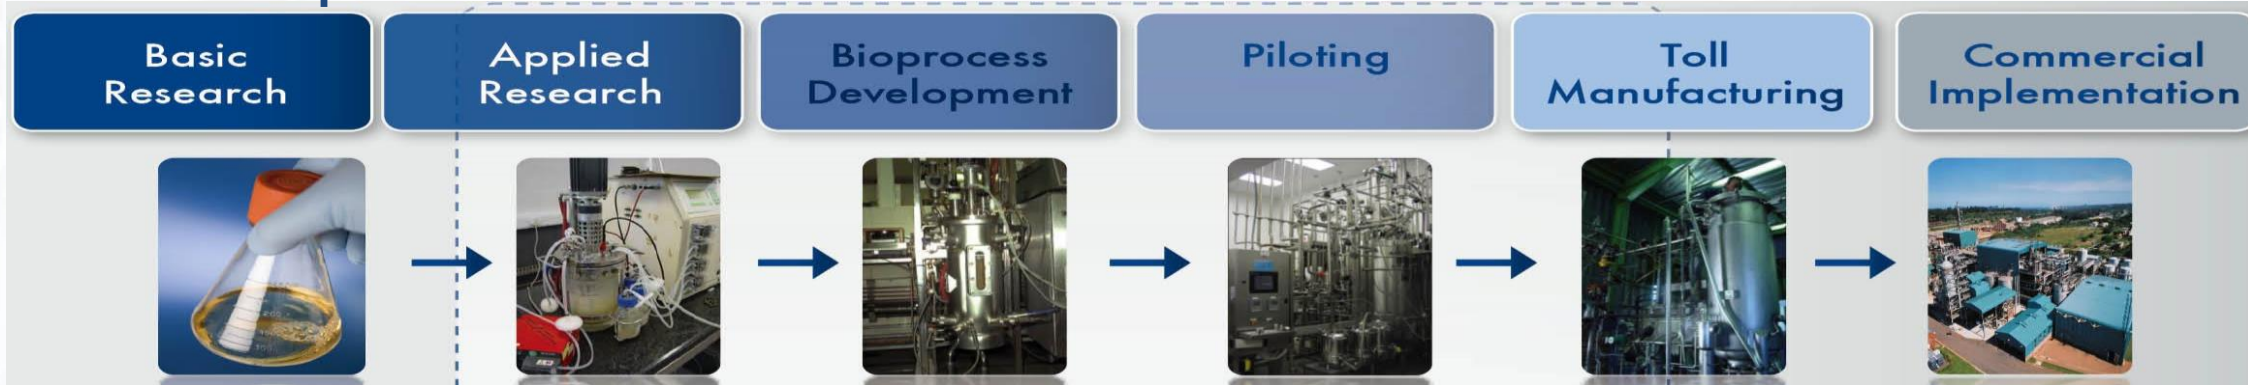 Basic
Research
Applied
Research
Bioprocess
Development
Piloting
Toll
Manufacturing
Commercial
Implementation